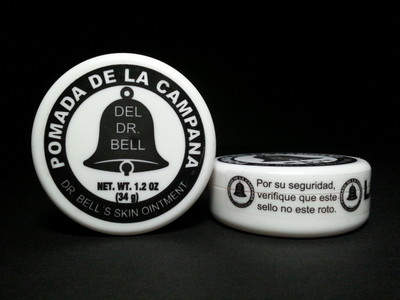 POMADA DE LA CAMPANA
DEL
DR.
BELL
NET. WT. 1.2 OZ
(34 g)
DR. BELL'S SKIN OINTMENT
Por su seguridad,
verifique que este
sello no este roto.